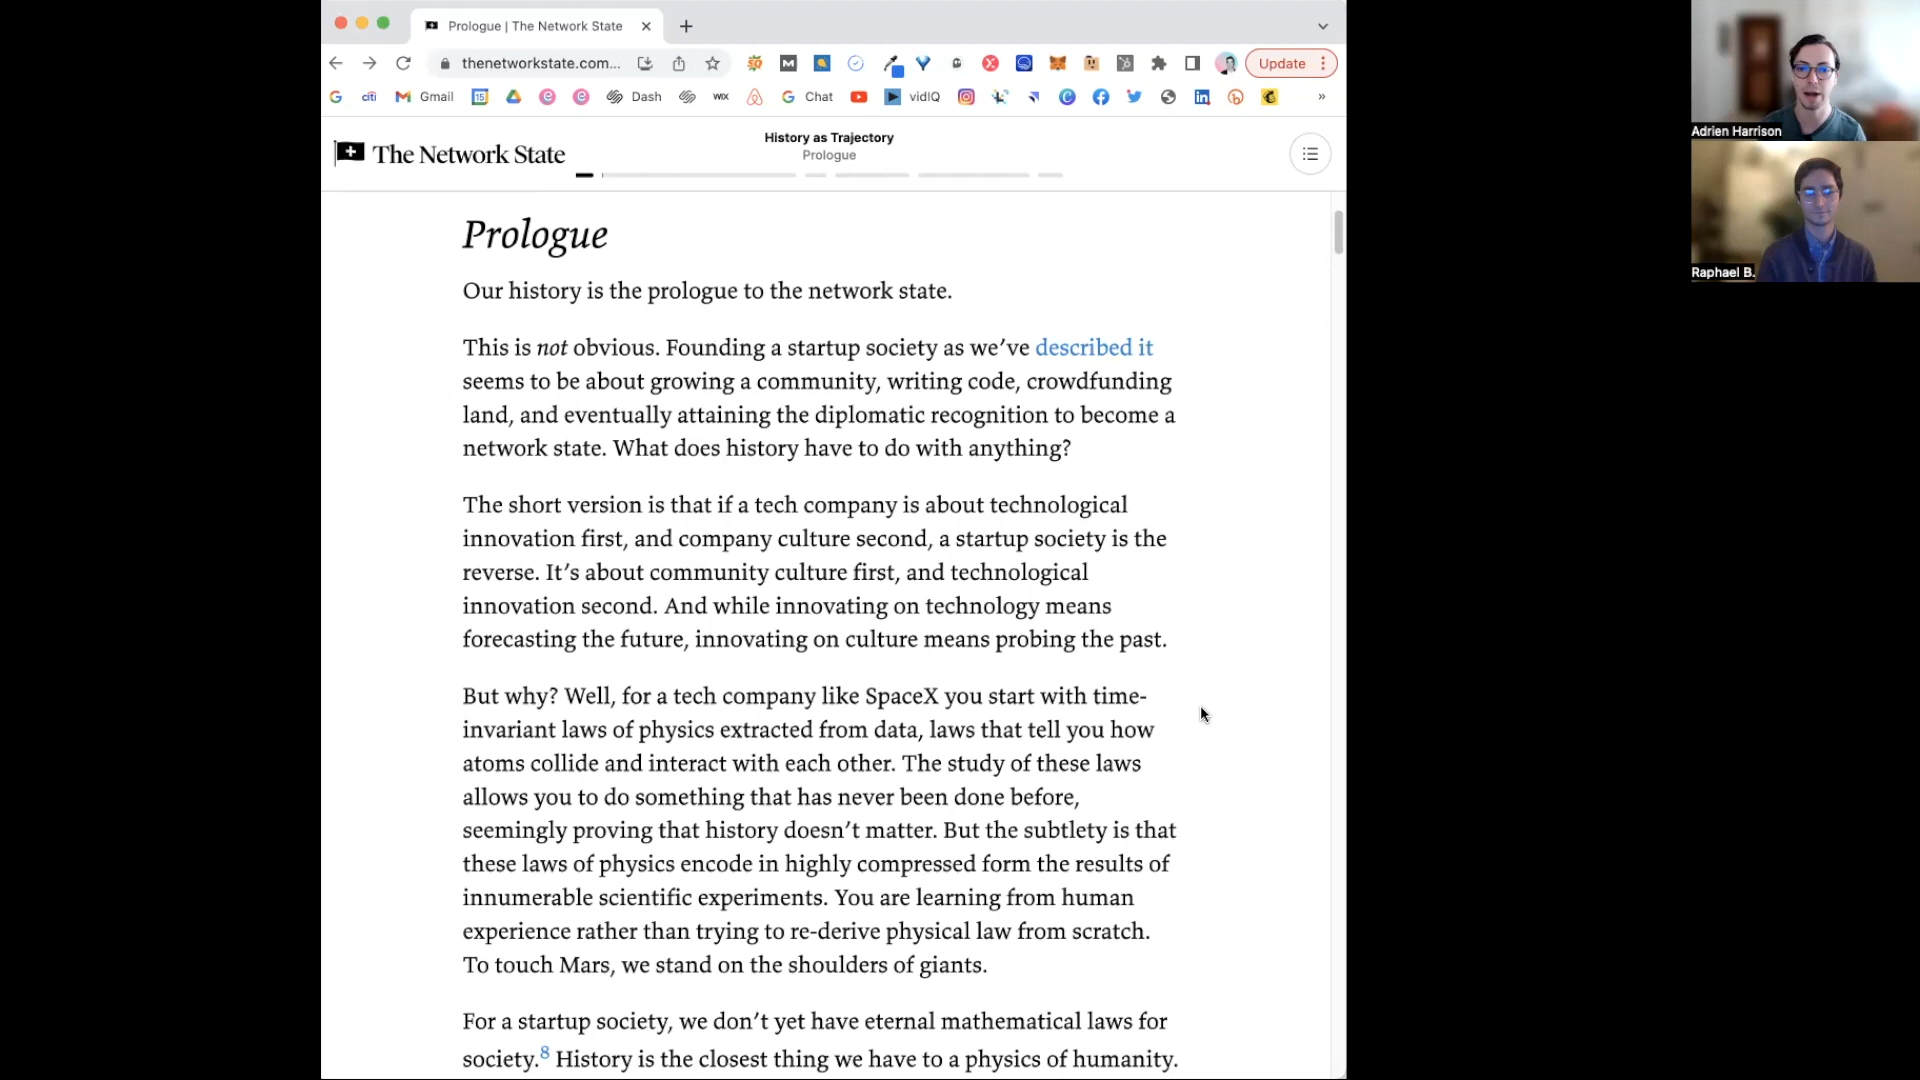 Prologue | The Network State
thenetworkstate.com...
Update
citi
Gmail
Dash
WIX
Chat
vidIQ
»
The Network State
History as Trajectory
Prologue
Prologue
Our history is the prologue to the network state.
This is not obvious. Founding a startup society as we’ve described it
seems to be about growing a community, writing code, crowdfunding
land, and eventually attaining the diplomatic recognition to become a
network state. What does history have to do with anything?
The short version is that if a tech company is about technological
innovation first, and company culture second, a startup society is the
reverse. It’s about community culture first, and technological
innovation second. And while innovating on technology means
forecasting the future, innovating on culture means probing the past.
But why? Well, for a tech company like SpaceX you start with time-
invariant laws of physics extracted from data, laws that tell you how
atoms collide and interact with each other. The study of these laws
allows you to do something that has never been done before,
seemingly proving that history doesn’t matter. But the subtlety is that
these laws of physics encode in highly compressed form the results of
innumerable scientific experiments. You are learning from human
experience rather than trying to re-derive physical law from scratch.
To touch Mars, we stand on the shoulders of giants.
For a startup society, we don’t yet have eternal mathematical laws for
society.8 History is the closest thing we have to a physics of humanity.
Adrien Harrison
Raphael B.